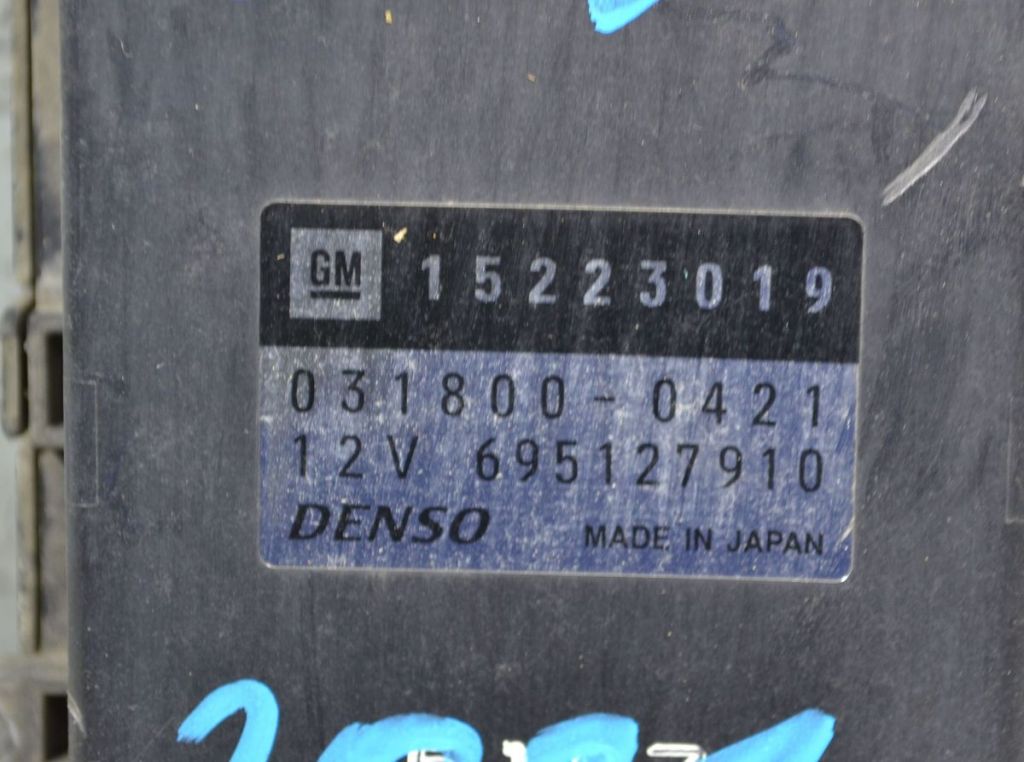 GM 15223019
031800-0421
12V 695127910
DENSO MADE IN JAPAN